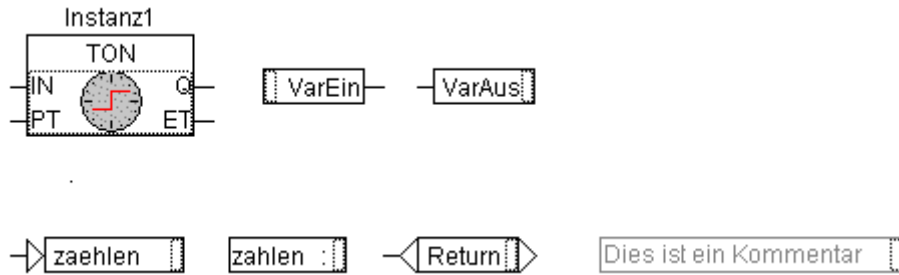 Instanz1
TON
IN Q
PT ET
VarEin VarAus
zaehlen zahlen : Return Dies ist ein Kommentar